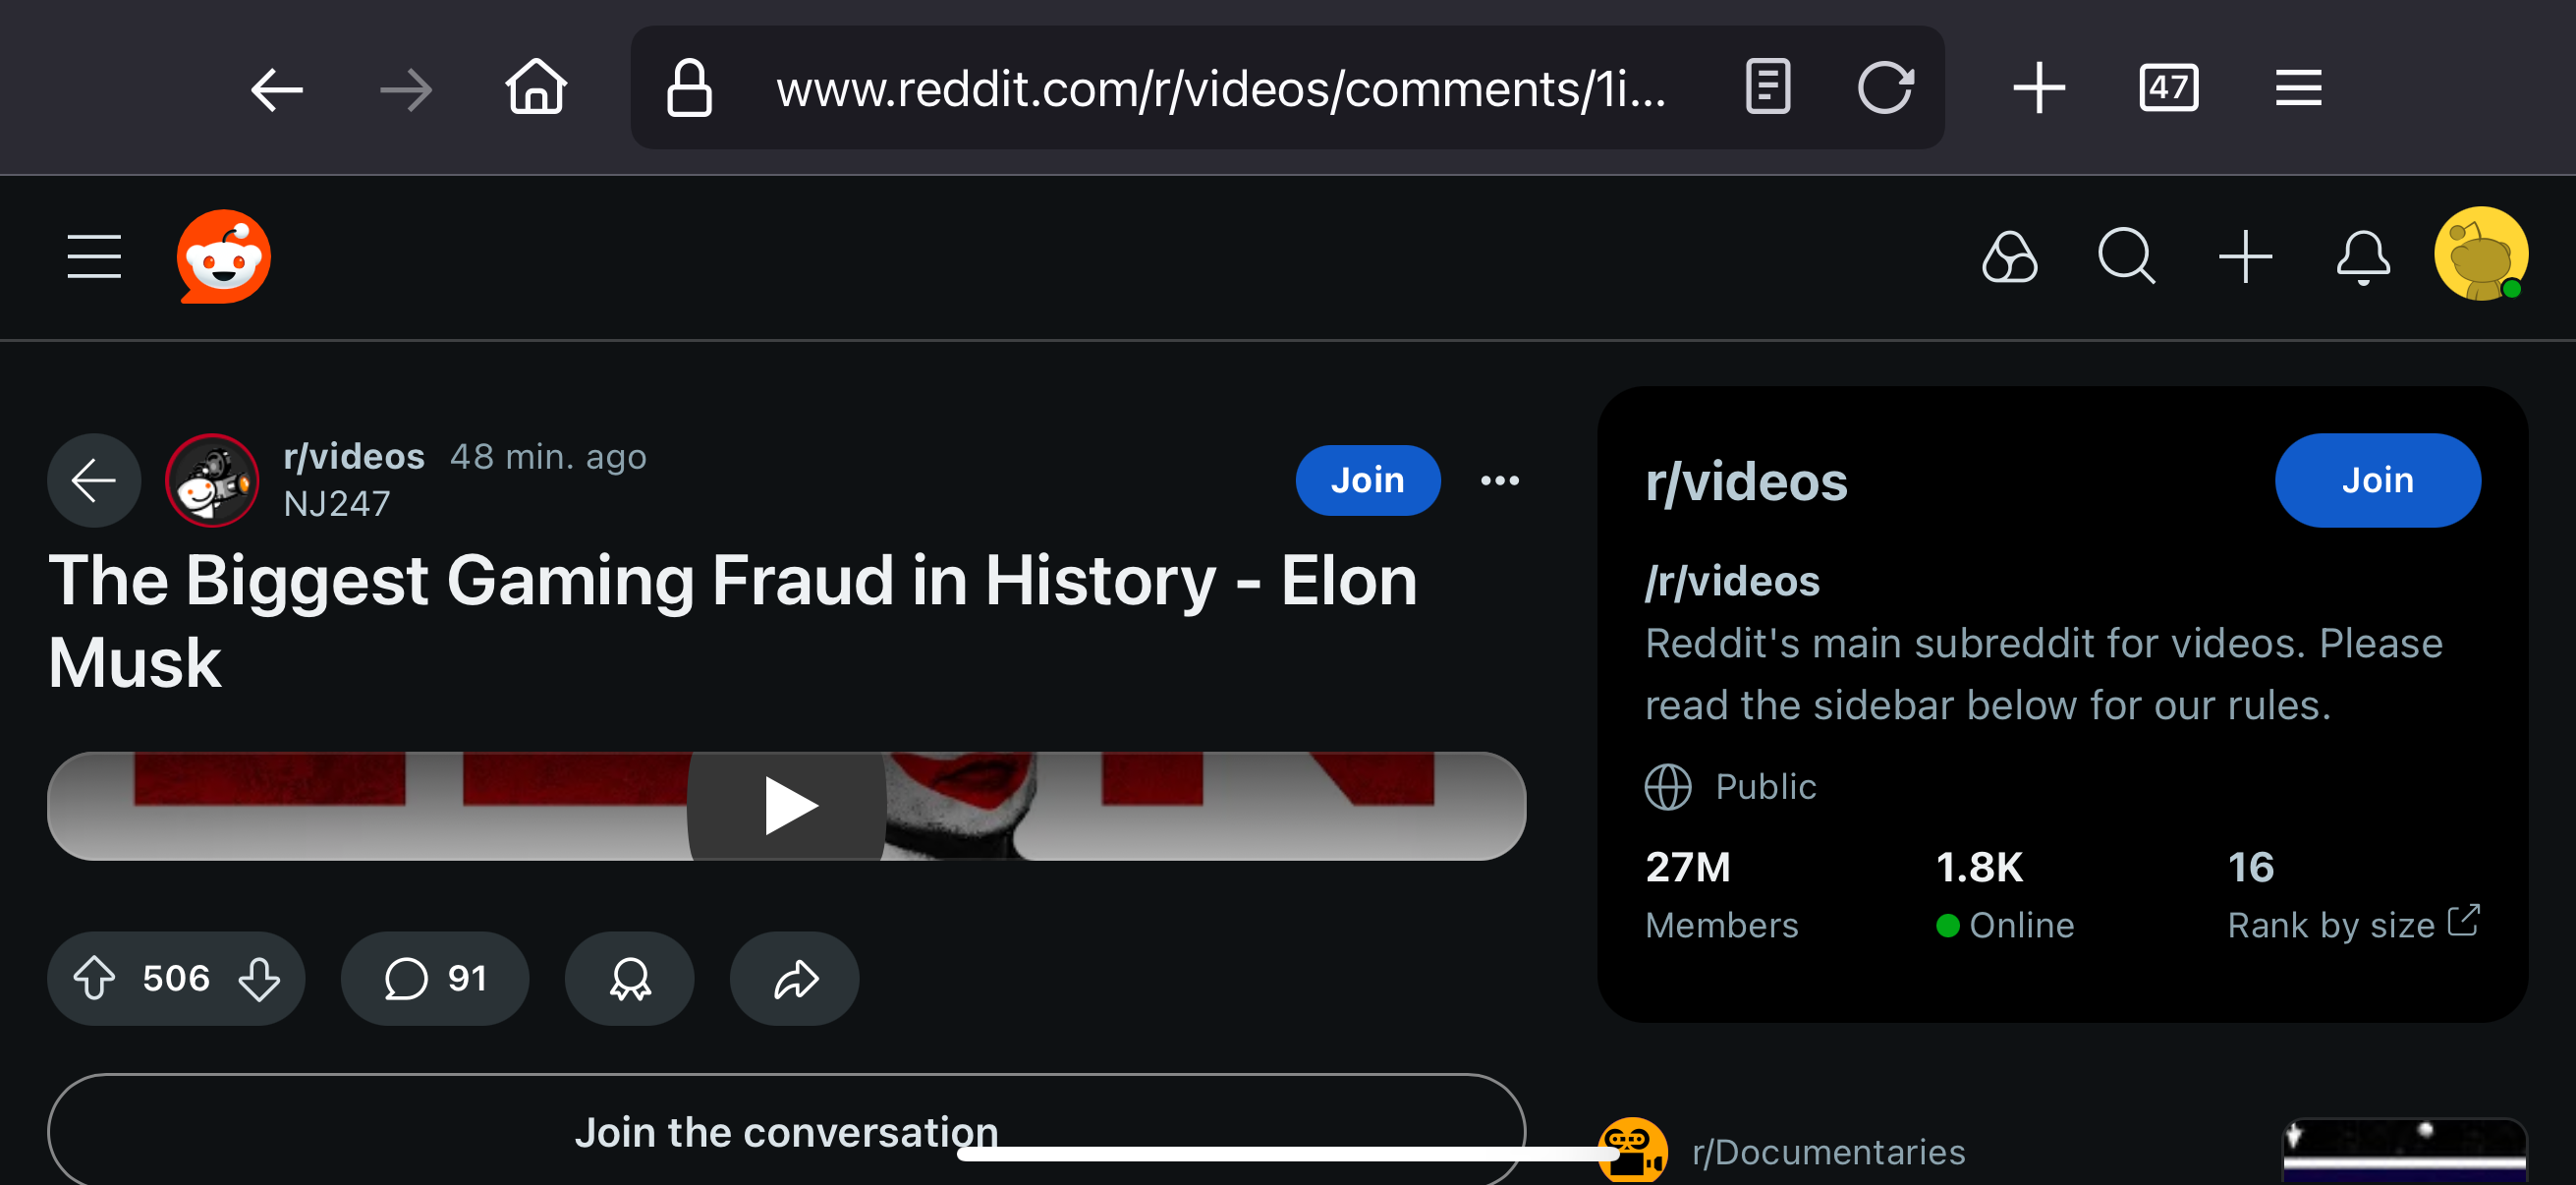 www.reddit.com/r/videos/comments/1i...
47
r/videos 48 min. ago
NJ247
Join
The Biggest Gaming Fraud in History - Elon
Musk
506
91
Join the conversation
r/videos
Join
/r/videos
Reddit's main subreddit for videos. Please
read the sidebar below for our rules.
Public
27M 1.8K 16
Members Online Rank by size
r/Documentaries